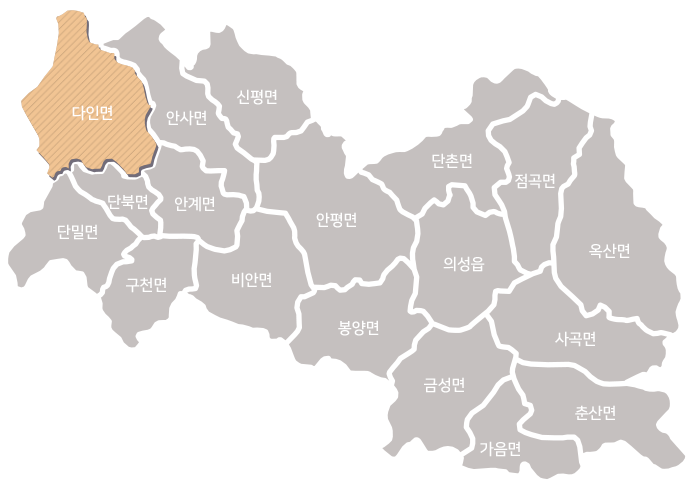 신평면
다인면
안사면
단촌면
점곡면
단북면
안계면
안평면
단밀면
옥산면
의성읍
비안면
구천면
봉양면
사곡면
금성면
춘산면
가음면